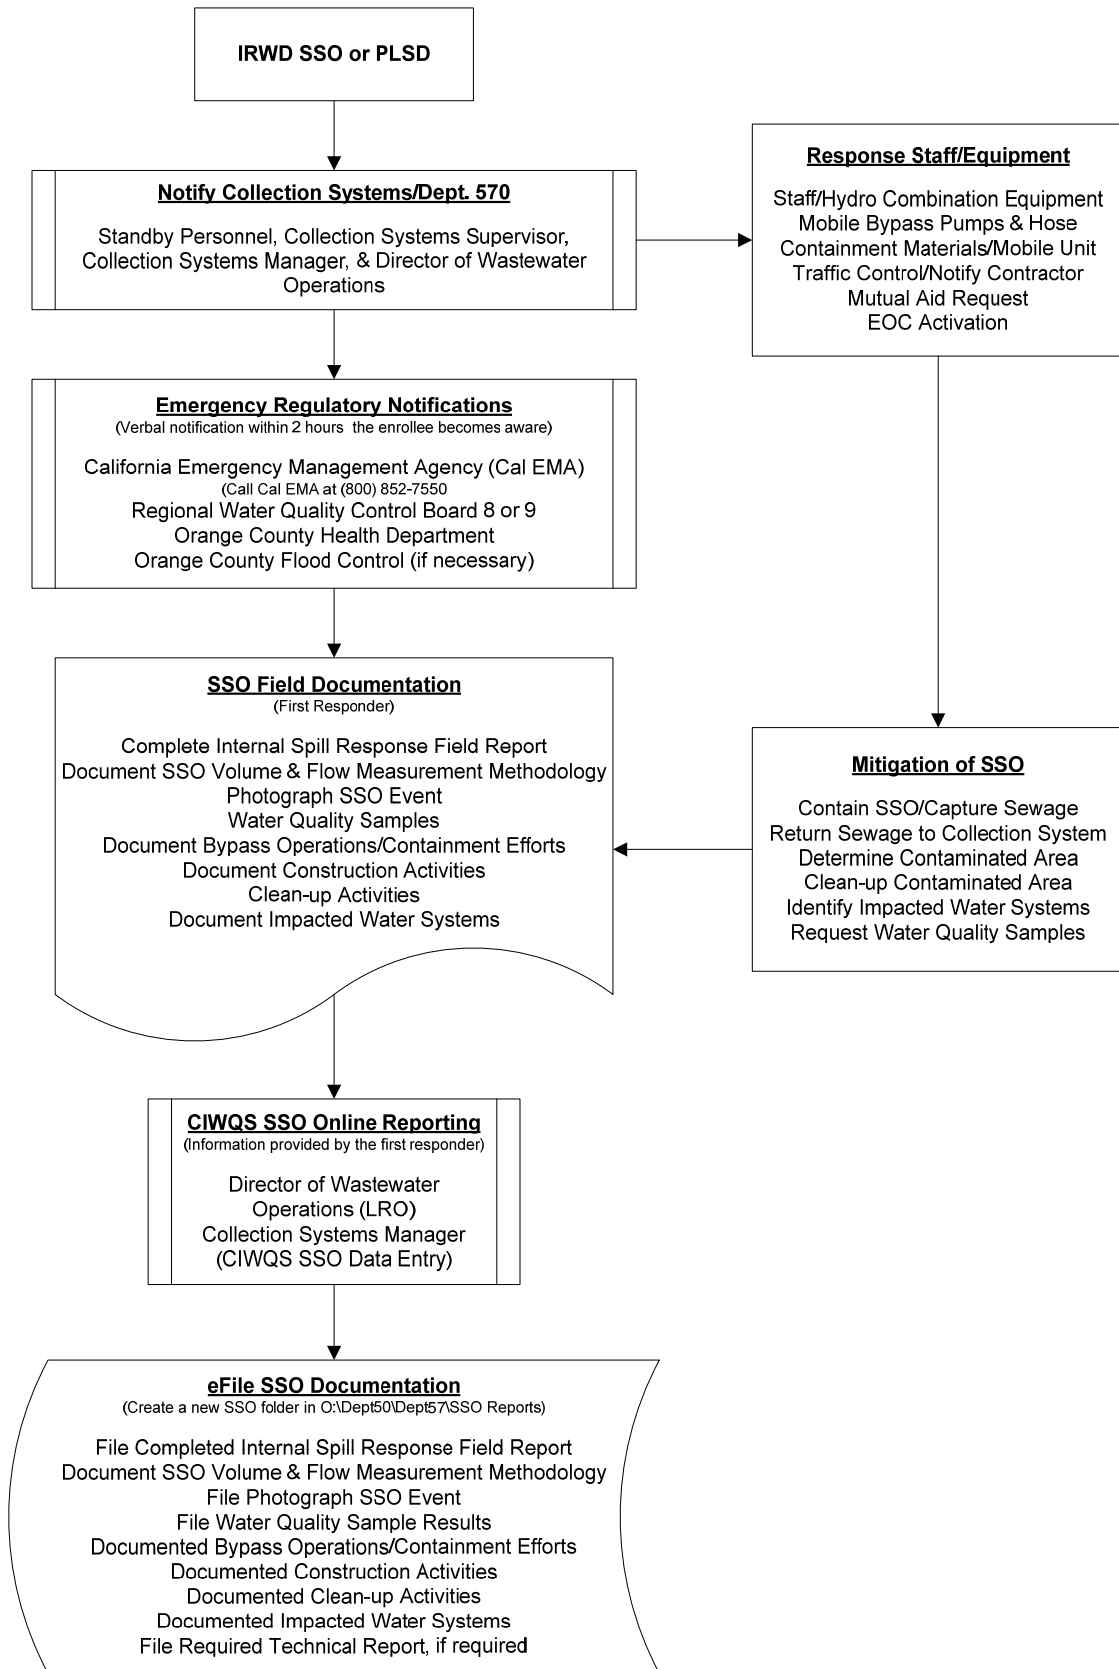 IRWD SSO or PLSD
Notify Collection Systems/Dept. 570
Standby Personnel, Collection Systems Supervisor,
Collection Systems Manager, & Director of Wastewater
Operations
Response Staff/Equipment
Staff/Hydro Combination Equipment
Mobile Bypass Pumps & Hose
Containment Materials/Mobile Unit
Traffic Control/Notify Contractor
Mutual Aid Request
EOC Activation
Emergency Regulatory Notifications
(Verbal notification within 2 hours the enrollee becomes aware)
California Emergency Management Agency (Cal EMA)
(Call Cal EMA at (800) 852-7550
Regional Water Quality Control Board 8 or 9
Orange County Health Department
Orange County Flood Control (if necessary)
SSO Field Documentation
(First Responder)
Complete Internal Spill Response Field Report
Document SSO Volume & Flow Measurement Methodology
Photograph SSO Event
Water Quality Samples
Document Bypass Operations/Containment Efforts
Document Construction Activities
Clean-up Activities
Document Impacted Water Systems
Mitigation of SSO
Contain SSO/Capture Sewage
Return Sewage to Collection System
Determine Contaminated Area
Clean-up Contaminated Area
Identify Impacted Water Systems
Request Water Quality Samples
CIWQS SSO Online Reporting
(Information provided by the first responder)
Director of Wastewater
Operations (LRO)
Collection Systems Manager
(CIWQS SSO Data Entry)
eFile SSO Documentation
(Create a new SSO folder in O:\Dept50\Dept57\SSO Reports)
File Completed Internal Spill Response Field Report
Document SSO Volume & Flow Measurement Methodology
File Photograph SSO Event
File Water Quality Sample Results
Documented Bypass Operations/Containment Efforts
Documented Construction Activities
Documented Clean-up Activities
Documented Impacted Water Systems
File Required Technical Report, if required